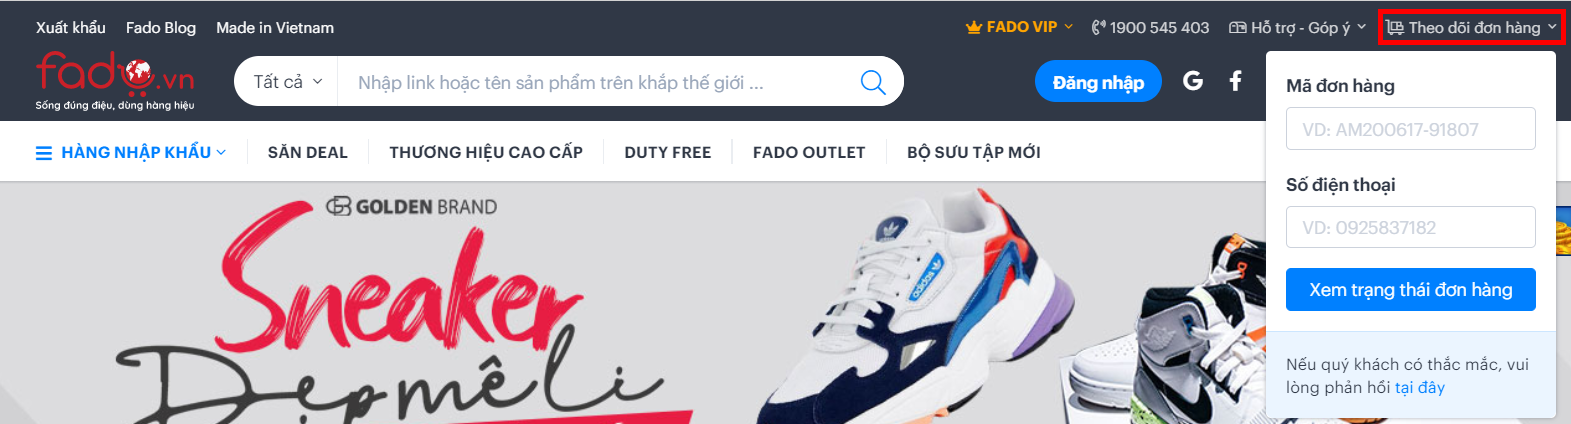 Xuất khẩu Fado Blog Made in Vietnam FADO VIP 1900 545 403 Hỗ trợ - Góp ý Theo dõi đơn hàng
fado.vn
Sống đúng điệu, dùng hàng hiệu
Tất cả Nhập link hoặc tên sản phẩm trên khắp thế giới ... Đăng nhập G f
HÀNG NHẬP KHẨU SĂN DEAL THƯƠNG HIỆU CAO CẤP DUTY FREE FADO OUTLET BỘ SƯU TẬP MỚI
Mã đơn hàng
VD: AM200617-91807
Số điện thoại
VD: 0925837182
Xem trạng thái đơn hàng
Nếu quý khách có thắc mắc, vui
lòng phản hồi tại đây
GOLDEN BRAND
Sneaker
Đẹp mê li
adidas